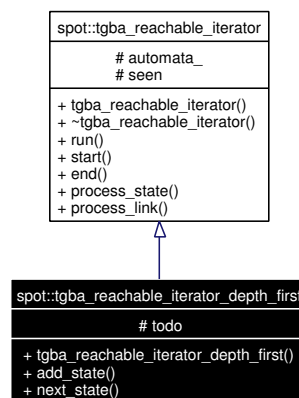 spot::tgba_reachable_iterator
# automata_
# seen
+ tgba_reachable_iterator()
+ ~tgba_reachable_iterator()
+ run()
+ start()
+ end()
+ process_state()
+ process_link()
spot::tgba_reachable_iterator_depth_first
# todo
+ tgba_reachable_iterator_depth_first()
+ add_state()
+ next_state()